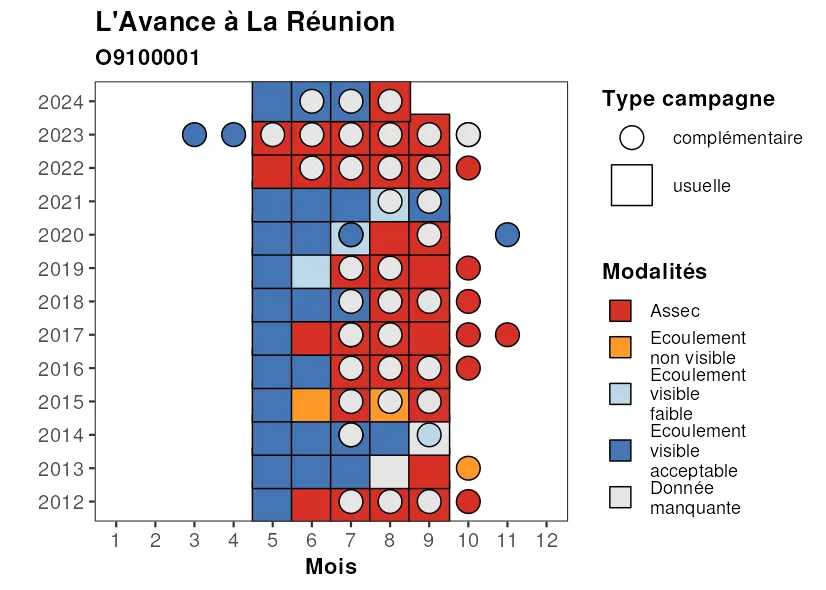 L'Avance à La Réunion
O9100001
2024
2023
2022
2021
2020
2019
2018
2017
2016
2015
2014
2013
2012
1 2 3 4 5 6 7 8 9 10 11 12
Mois
Type campagne
complémentaire
usuelle
Modalités
Assec
Ecoulement
non visible
Ecoulement
visible
faible
Ecoulement
visible
acceptable
Donnée
manquante